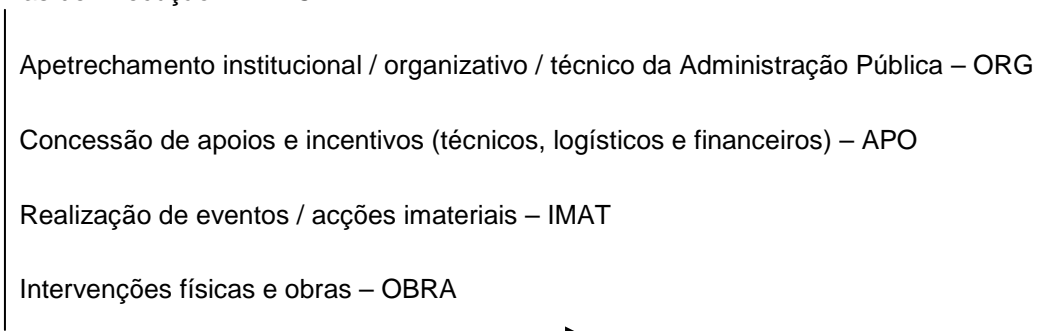 Apetrechamento institucional / organizativo / técnico da Administração Pública – ORG
Concessão de apoios e incentivos (técnicos, logísticos e financeiros) – APO
Realização de eventos / acções imateriais – IMAT
Intervenções físicas e obras – OBRA